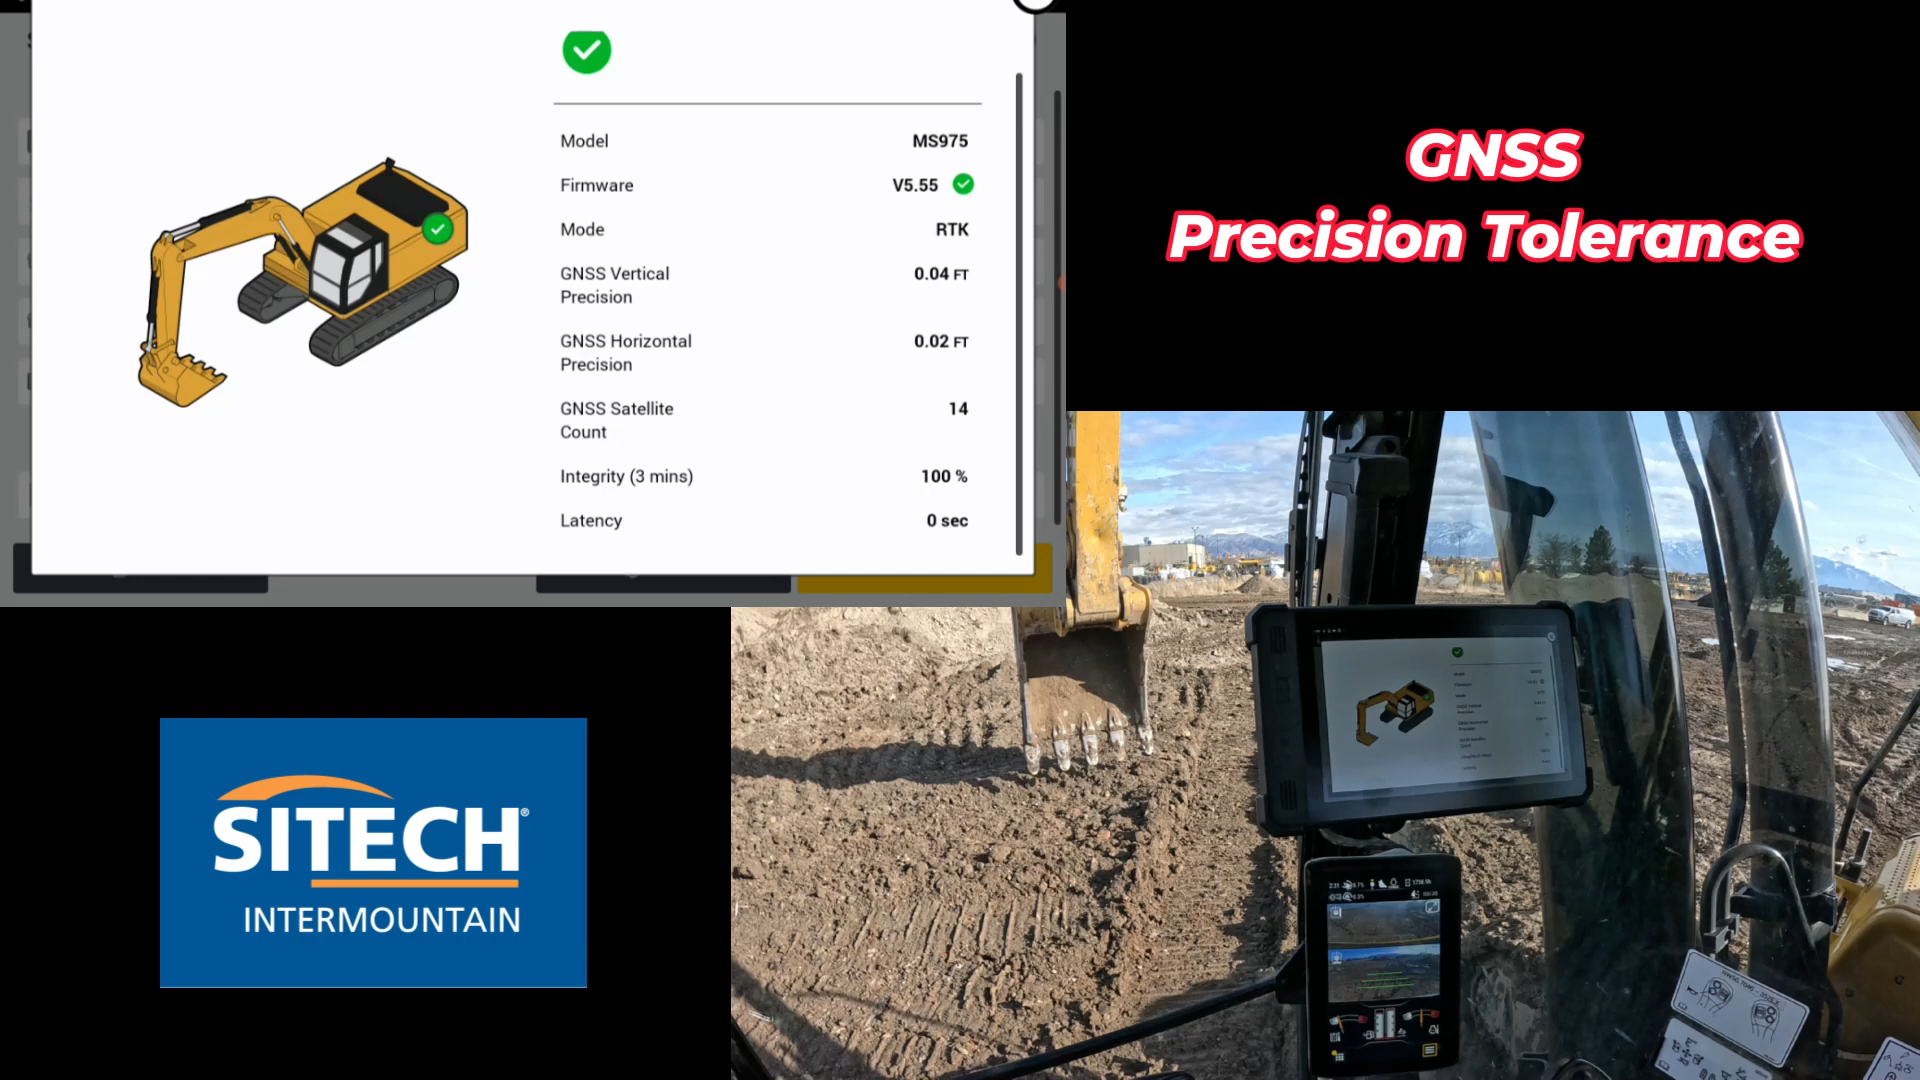 Model MS975
Firmware V5.55
Mode RTK
GNSS Vertical
Precision
0.04 FT
GNSS Horizontal
Precision
0.02 FT
GNSS Satellite
Count
14
Integrity (3 mins) 100 %
Latency 0 sec
GNSS
Precision Tolerance
SITECH®
INTERMOUNTAIN